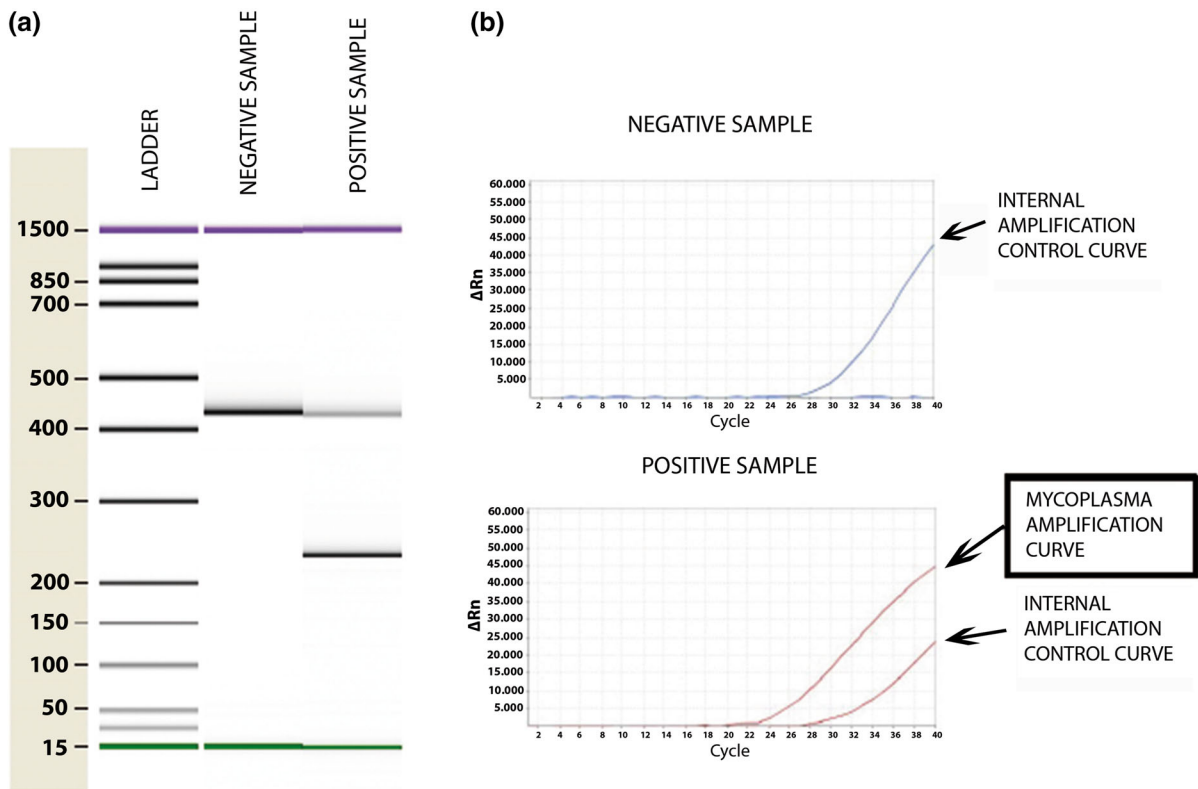 (a)
LADDER
NEGATIVE SAMPLE
POSITIVE SAMPLE
1500
850
700
500
400
300
200
150
100
50
15
(b)
NEGATIVE SAMPLE
60.000
55.000
50.000
45.000
40.000
35.000
30.000
25.000
20.000
15.000
10.000
5.000
ΔRn
2 4 6 8 10 12 14 16 18 20 22 24 26 28 30 32 34 36 38 40
Cycle
INTERNAL
AMPLIFICATION
CONTROL CURVE
POSITIVE SAMPLE
60.000
55.000
50.000
45.000
40.000
35.000
30.000
25.000
20.000
15.000
10.000
5.000
ΔRn
2 4 6 8 10 12 14 16 18 20 22 24 26 28 30 32 34 36 38 40
Cycle
MYCOPLASMA
AMPLIFICATION
CURVE
INTERNAL
AMPLIFICATION
CONTROL CURVE